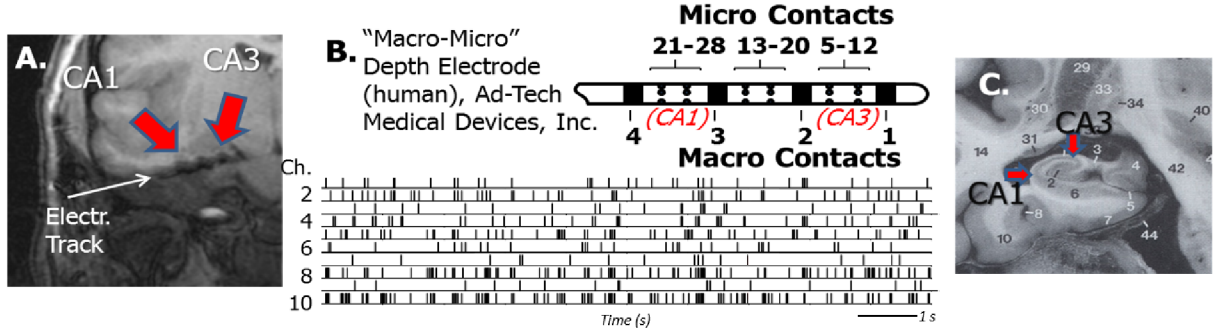 A.
CA1
CA3
Electr.
Track
B.
“Macro-Micro”
Depth Electrode
(human), Ad-Tech
Medical Devices, Inc.
Micro Contacts
21-28 13-20 5-12
(CA1)
(CA3)
4 3 2 1
Macro Contacts
Ch.
2
4
6
8
10
Time (s)
1 s
C.
29
33
30
34
40
CA3
31
14
1
3
4
42
CA1
2
6
5
8
7
10
44